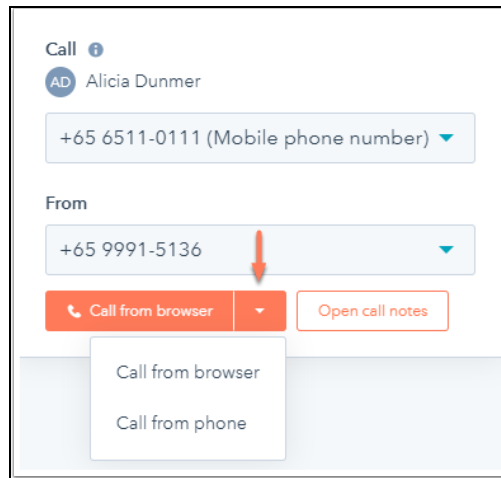 Call
AD Alicia Dunmer
+65 6511-0111 (Mobile phone number)
From
+65 9991-5136
Call from browser
Open call notes
Call from browser
Call from phone